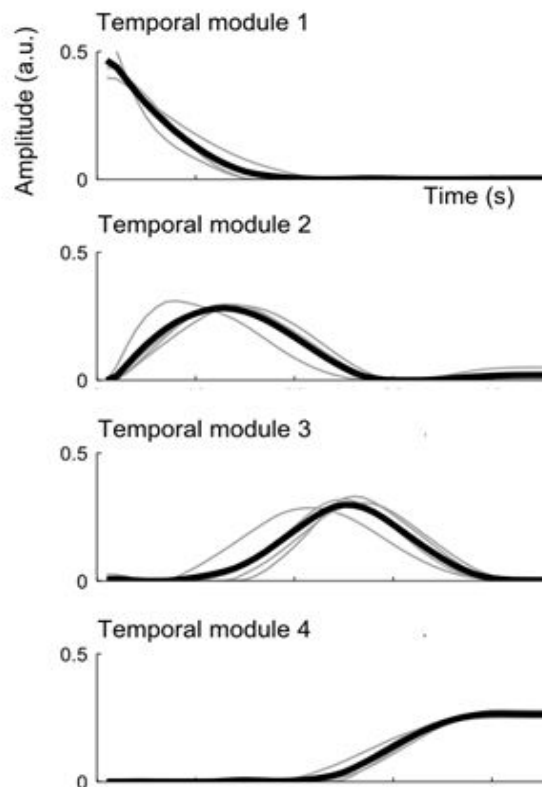 Temporal module 1
Amplitude (a.u.)
0.5
0
Time (s)
Temporal module 2
0.5
0
Temporal module 3
0.5
0
Temporal module 4
0.5
0